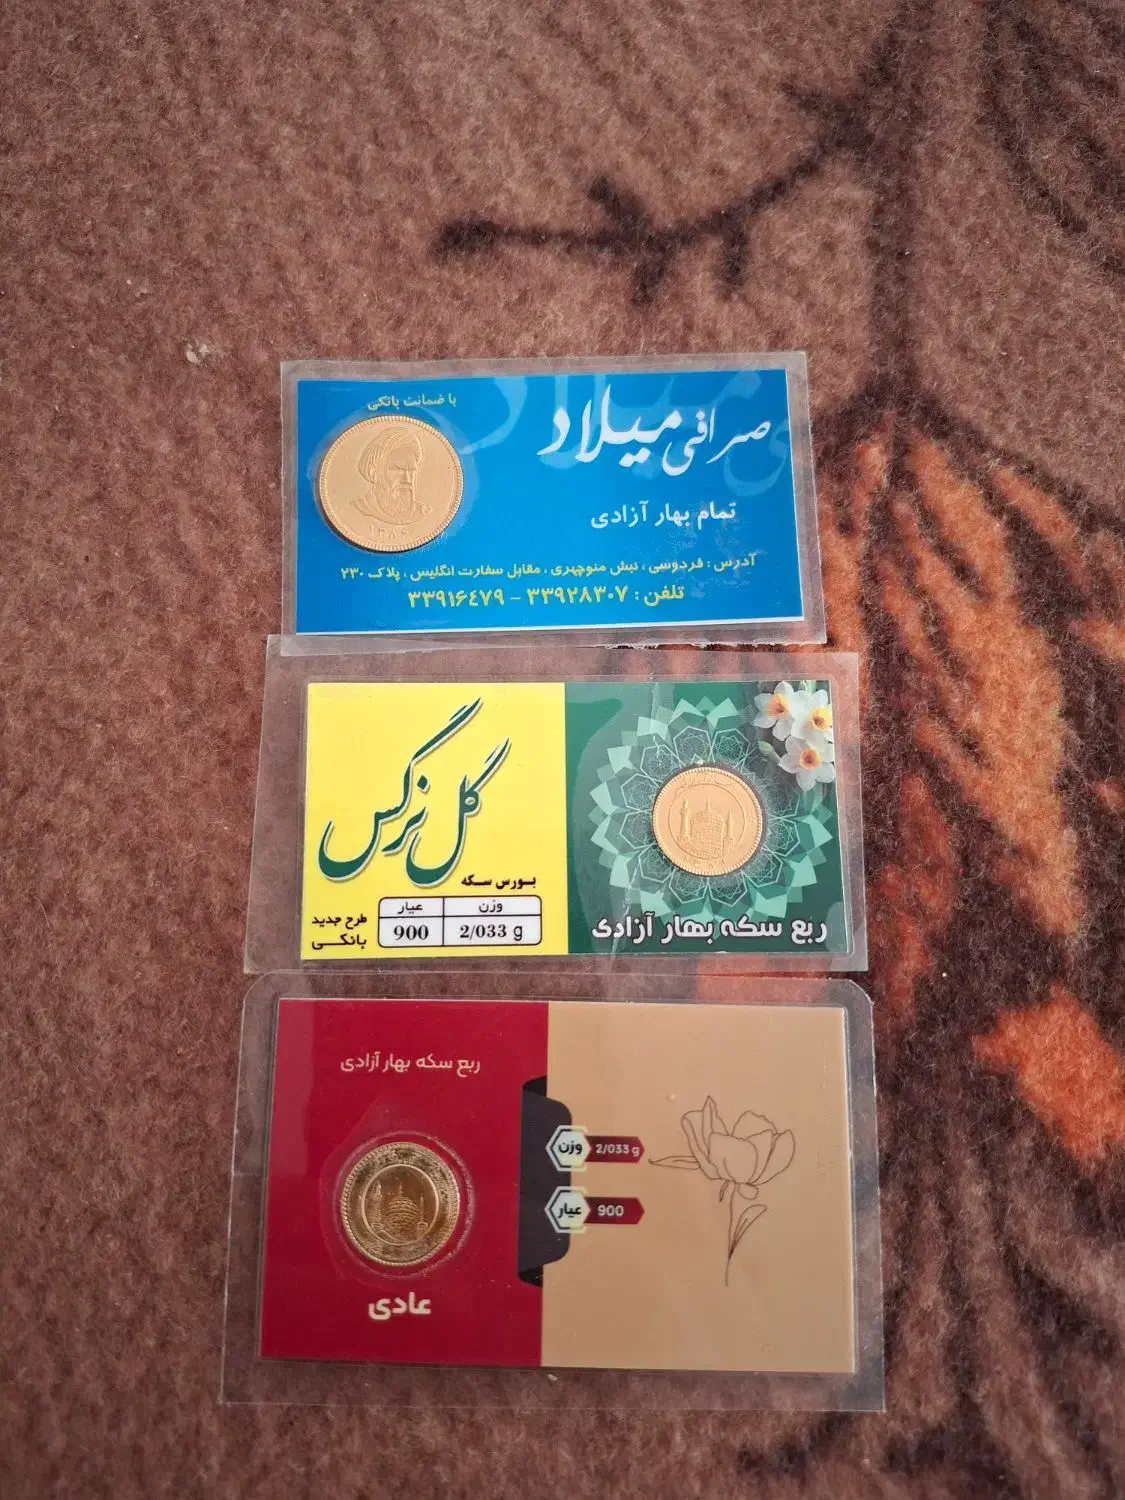 با ضمانت بانکی
صرافی میلاد
تمام بهار آزادی
آدرس : فردوسی ، نبش منوچهری ، مقابل سفارت انگلیس ، پلاک ۲۳۰
تلفن : ۳۳۹۲۸۳۰۷ - ۳۳۹۱۶٤۷۹
۱۳۸۶
گل نرگس
بورس سکه
وزن عیار
2/033 g 900
طرح جدید
بانکی
ربع سکه بهار آزادی
ربع سکه بهار آزادی
وزن 2/033 g
عیار 900
عادی